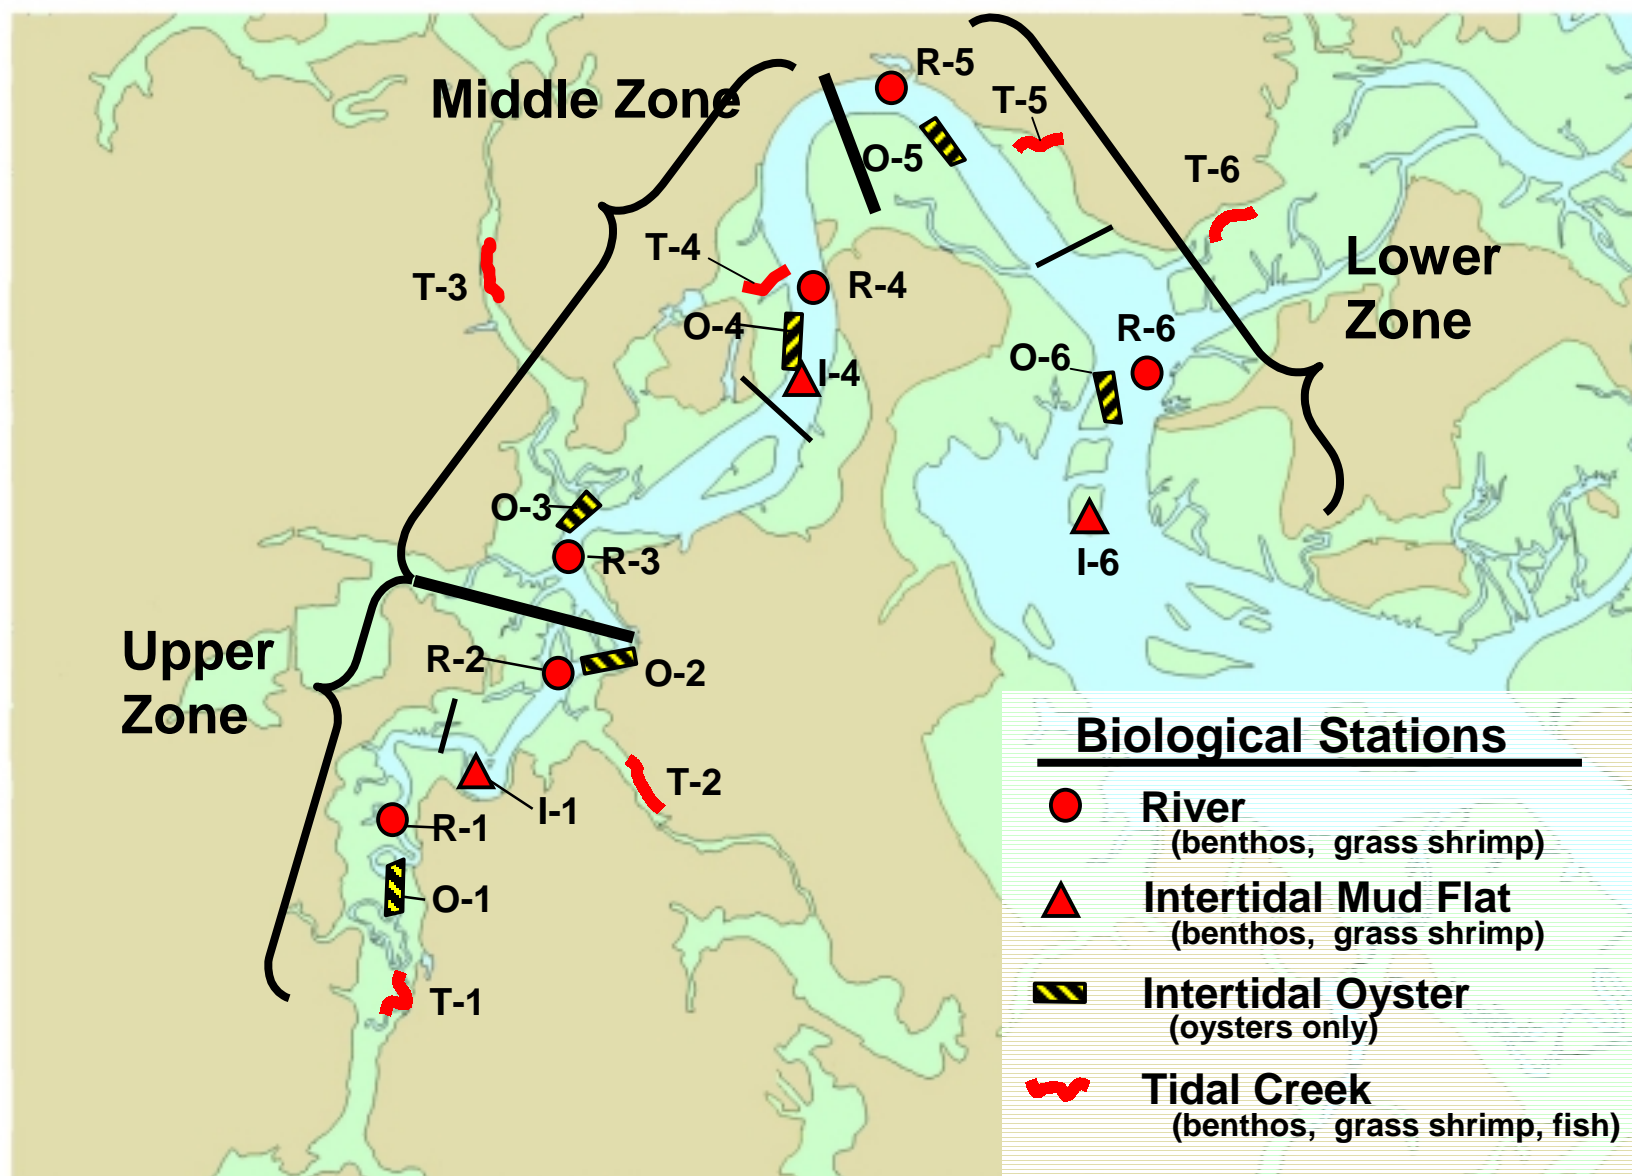 R-5
Middle Zone
T-5
O-5
T-6
T-4
Lower
Zone
T-3
R-4
O-4
R-6
O-6
I-4
O-3
R-3
I-6
Upper
Zone
R-2
O-2
T-2
I-1
R-1
O-1
T-1
Biological Stations
River
(benthos, grass shrimp)
Intertidal Mud Flat
(benthos, grass shrimp)
Intertidal Oyster
(oysters only)
Tidal Creek
(benthos, grass shrimp, fish)